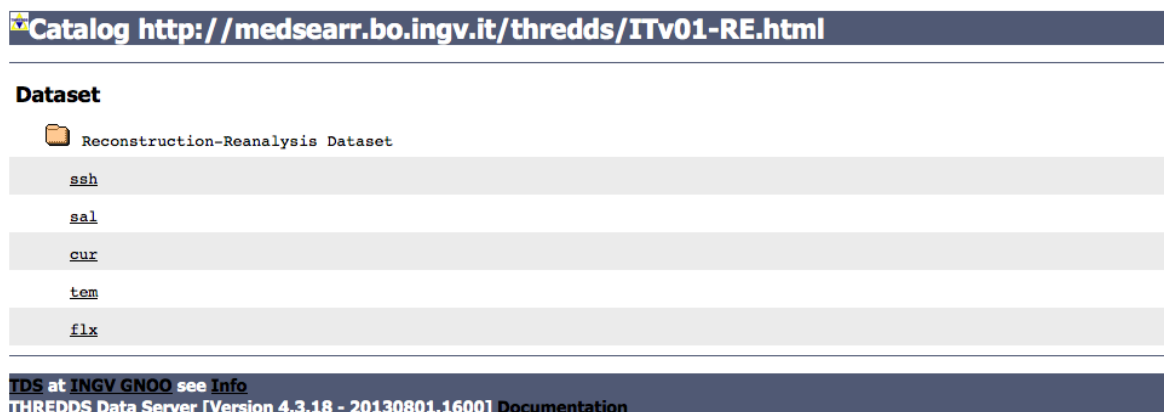 Catalog http://medsearr.bo.ingv.it/thredds/ITv01-RE.html
Dataset
Reconstruction-Reanalysis Dataset
ssh
sal
cur
tem
flx
TDS at INGV GNOO see Info
THREDDS Data Server [Version 4.3.18 - 20130801.1600] Documentation